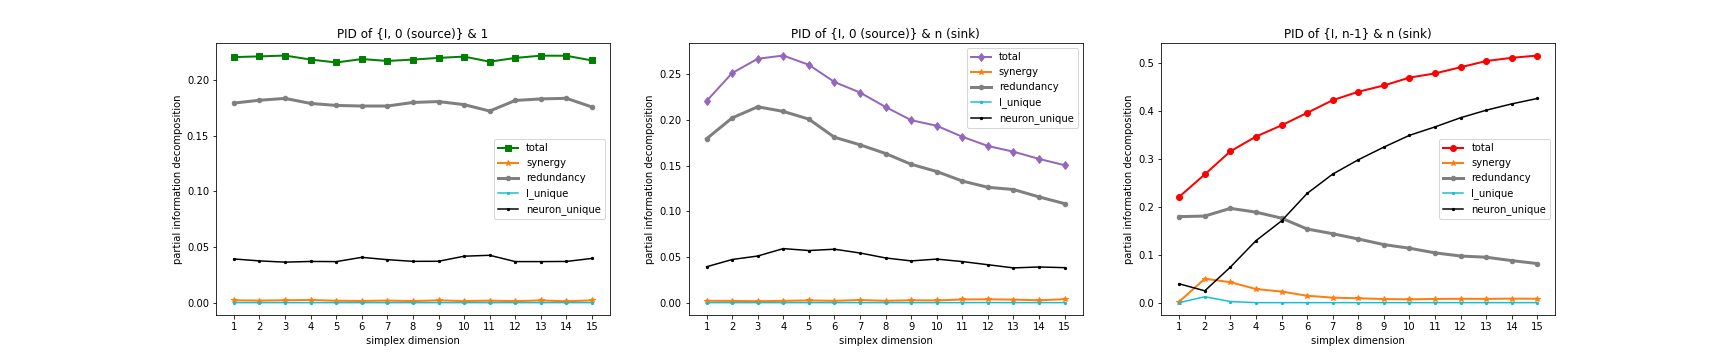 PID of {I, 0 (source)} & 1
partial information decomposition
0.20
0.15
0.10
0.05
0.00
total
synergy
redundancy
I_unique
neuron_unique
1 2 3 4 5 6 7 8 9 10 11 12 13 14 15
simplex dimension
PID of {I, 0 (source)} & n (sink)
partial information decomposition
0.25
0.20
0.15
0.10
0.05
0.00
total
synergy
redundancy
I_unique
neuron_unique
1 2 3 4 5 6 7 8 9 10 11 12 13 14 15
simplex dimension
PID of {I, n-1} & n (sink)
partial information decomposition
0.5
0.4
0.3
0.2
0.1
0.0
total
synergy
redundancy
I_unique
neuron_unique
1 2 3 4 5 6 7 8 9 10 11 12 13 14 15
simplex dimension